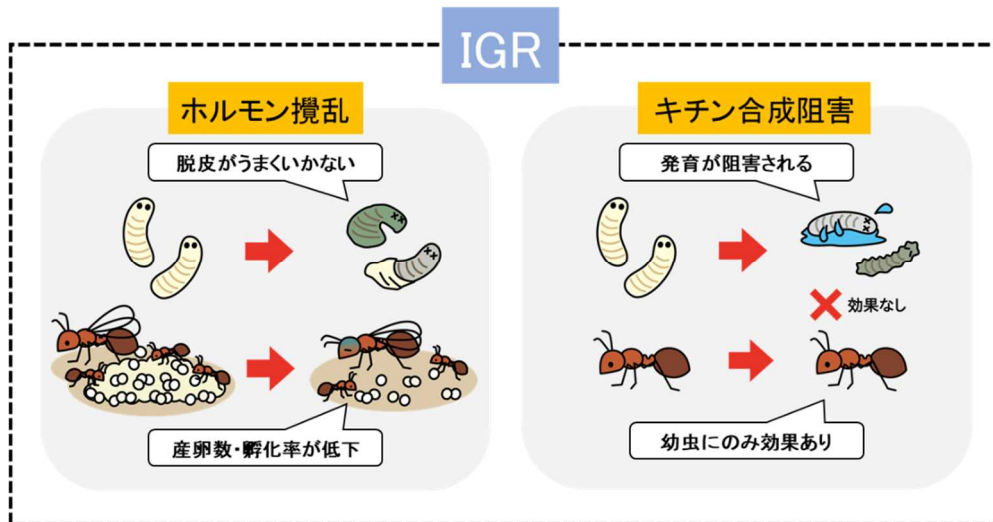 IGR
ホルモン攪乱
脱皮がうまくいかない
産卵数・孵化率が低下
キチン合成阻害
発育が阻害される
効果なし
幼虫にのみ効果あり